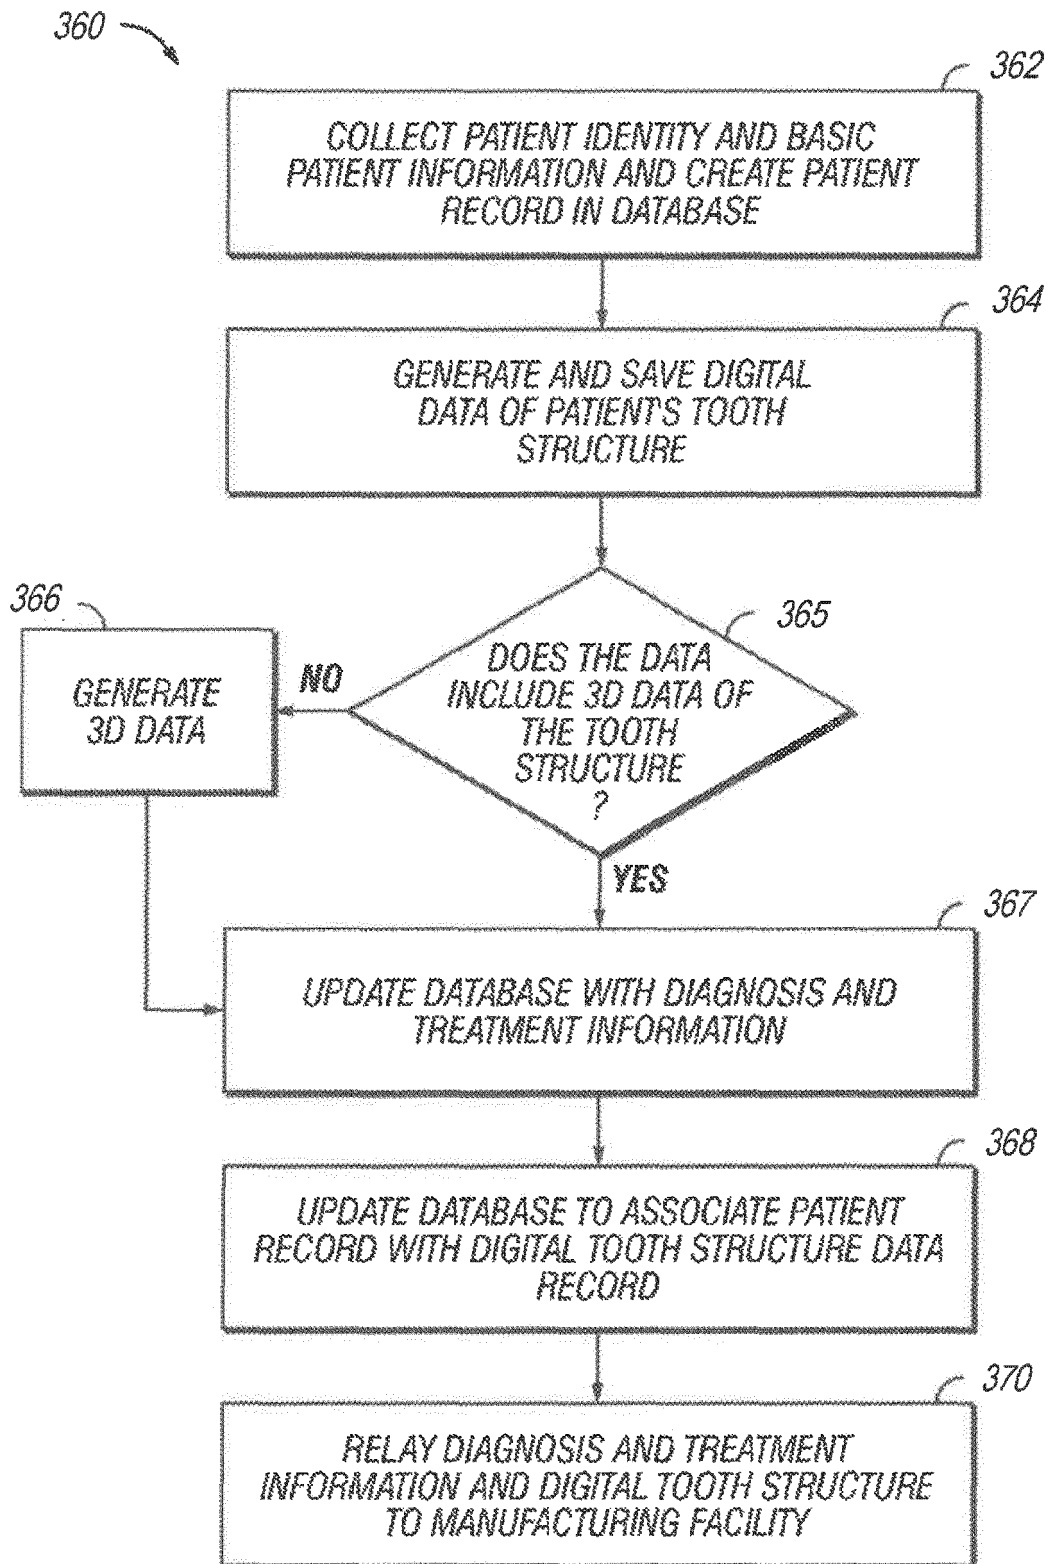 360
362
COLLECT PATIENT IDENTITY AND BASIC
PATIENT INFORMATION AND CREATE PATIENT
RECORD IN DATABASE
364
GENERATE AND SAVE DIGITAL
DATA OF PATIENT'S TOOTH
STRUCTURE
365
DOES THE DATA
INCLUDE 3D DATA OF
THE TOOTH
STRUCTURE
?
NO
366
GENERATE
3D DATA
YES
367
UPDATE DATABASE WITH DIAGNOSIS AND
TREATMENT INFORMATION
368
UPDATE DATABASE TO ASSOCIATE PATIENT
RECORD WITH DIGITAL TOOTH STRUCTURE DATA
RECORD
370
RELAY DIAGNOSIS AND TREATMENT
INFORMATION AND DIGITAL TOOTH STRUCTURE
TO MANUFACTURING FACILITY